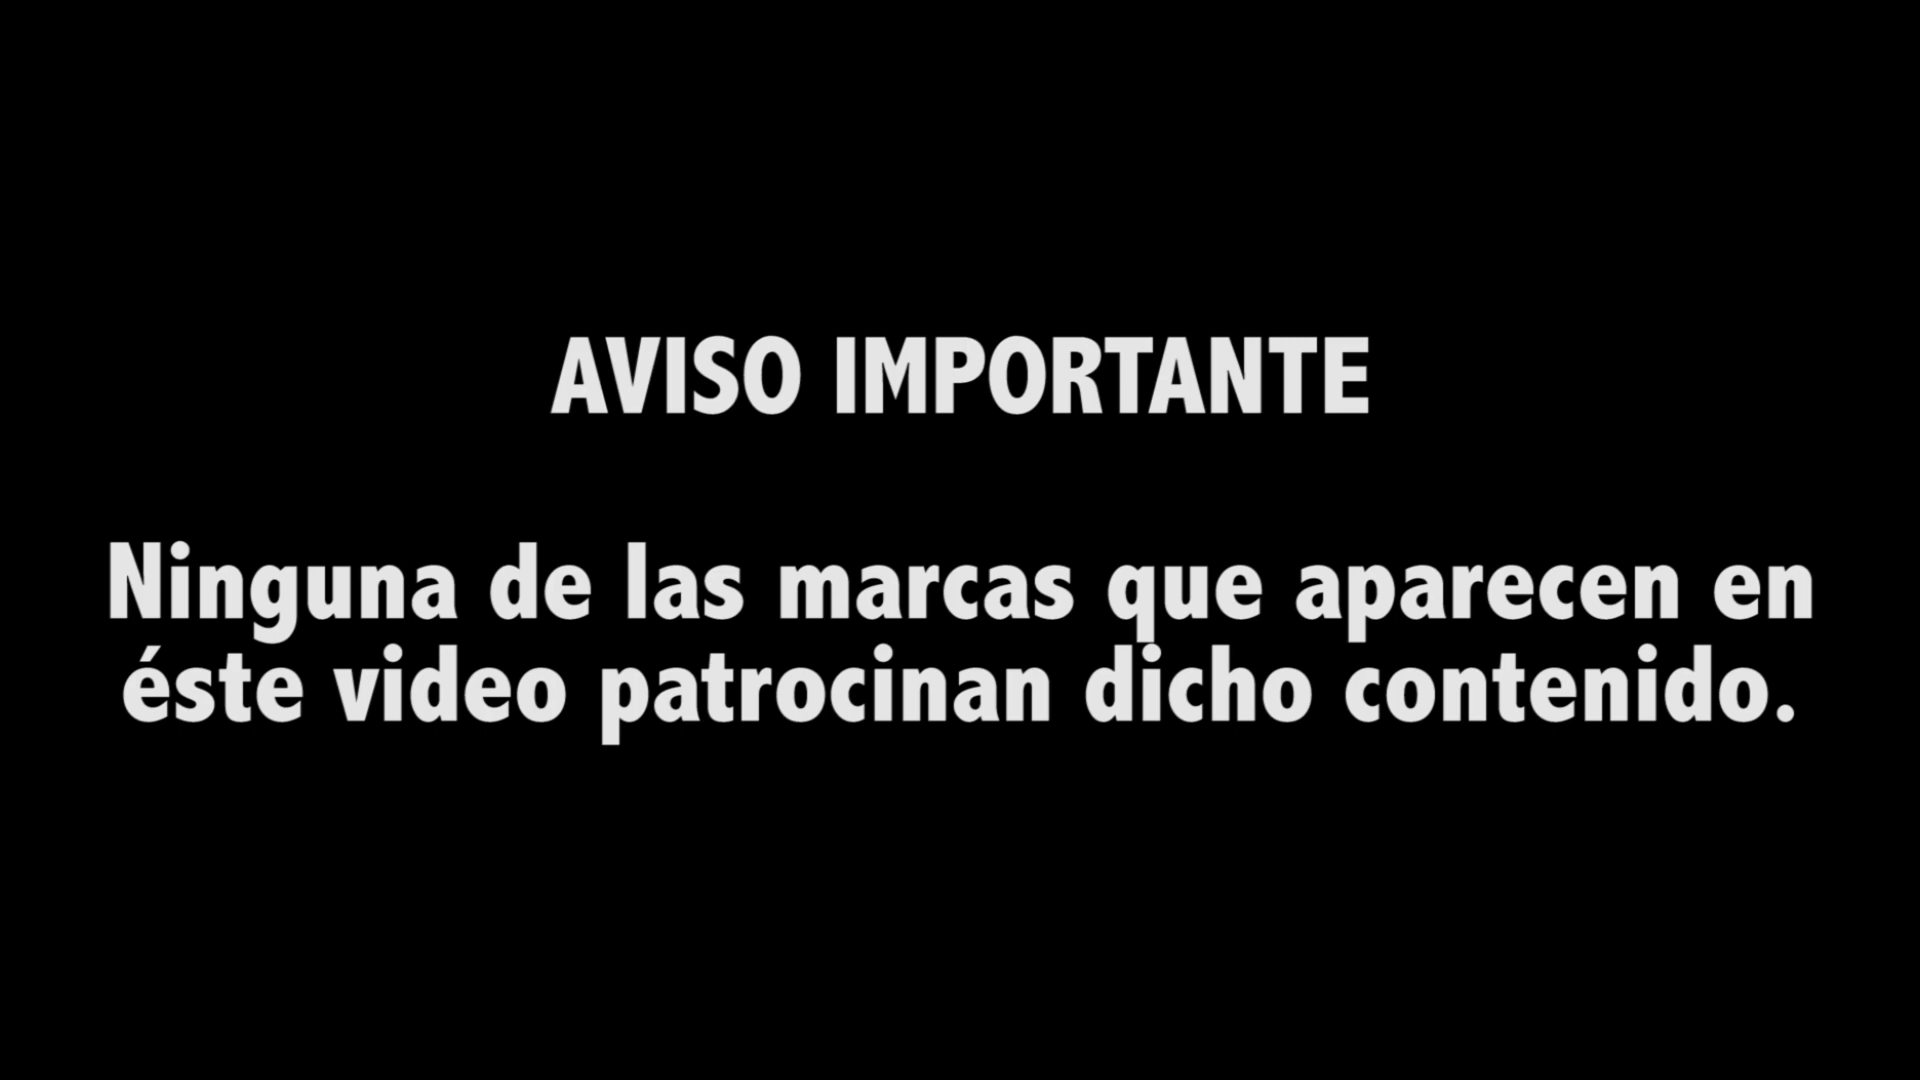 AVISO IMPORTANTE
Ninguna de las marcas que aparecen en
éste video patrocinan dicho contenido.